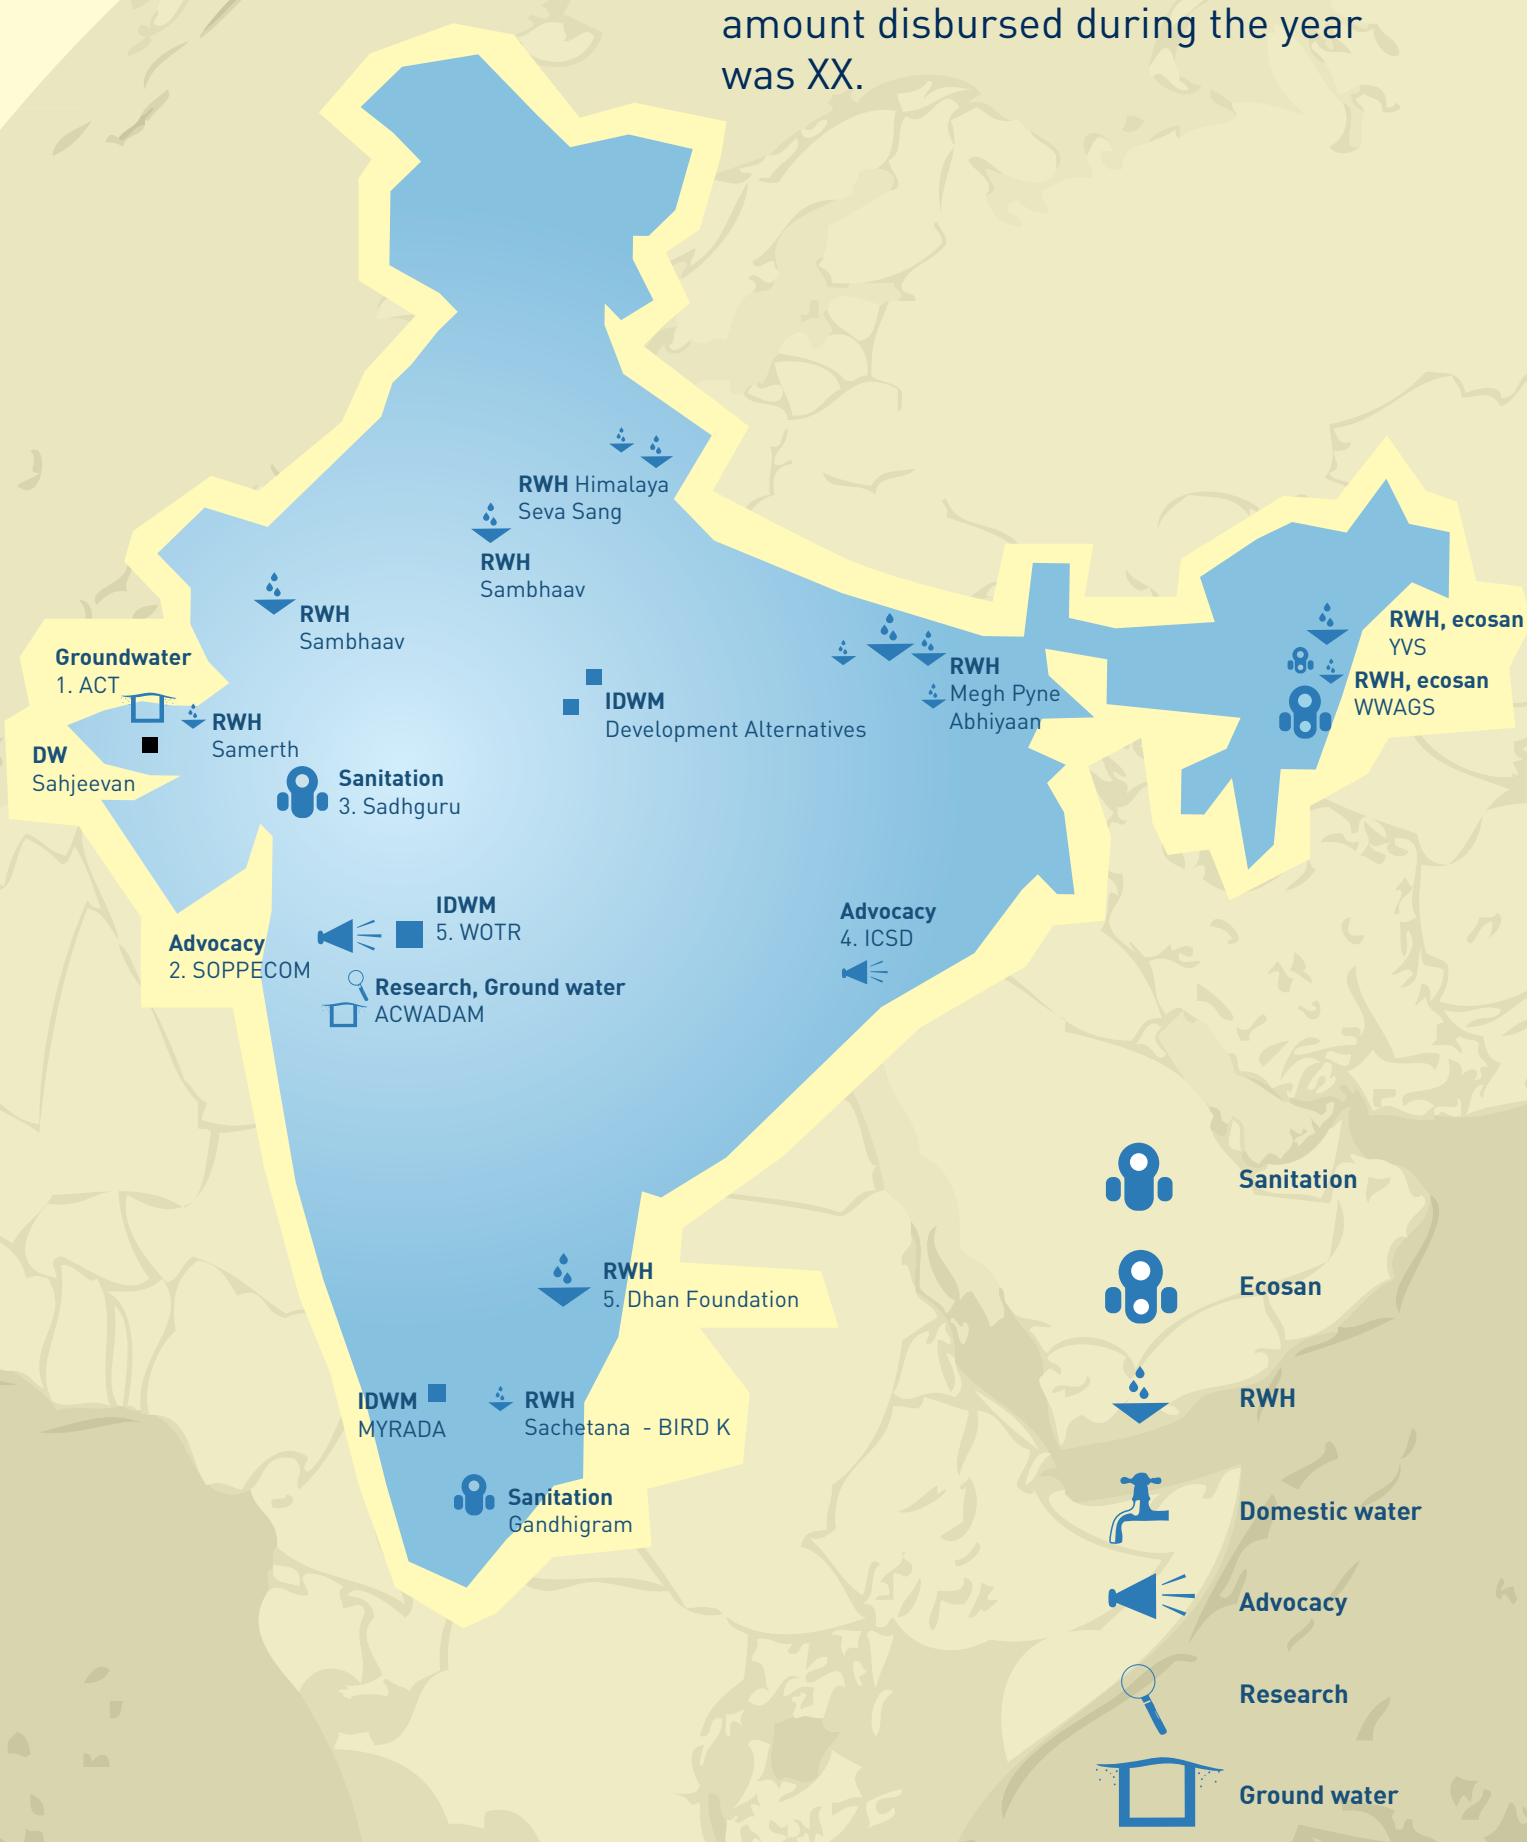 amount disbursed during the year
was XX.
RWH Himalaya
Seva Sang
RWH
Sambhaav
RWH
Sambhaav
Groundwater
1. ACT
RWH
Samerth
DW
Sahjeevan
Sanitation
3. Sadhguru
IDWM
Development Alternatives
RWH
Megh Pyne
Abhiyaan
RWH, ecosan
YVS
RWH, ecosan
WWAGS
IDWM
5. WOTR
Advocacy
2. SOPPECOM
Research, Ground water
ACWADAM
Advocacy
4. ICSD
RWH
5. Dhan Foundation
IDWM
MYRADA
RWH
Sachetana - BIRD K
Sanitation
Gandhigram
Sanitation
Ecosan
RWH
Domestic water
Advocacy
Research
Ground water